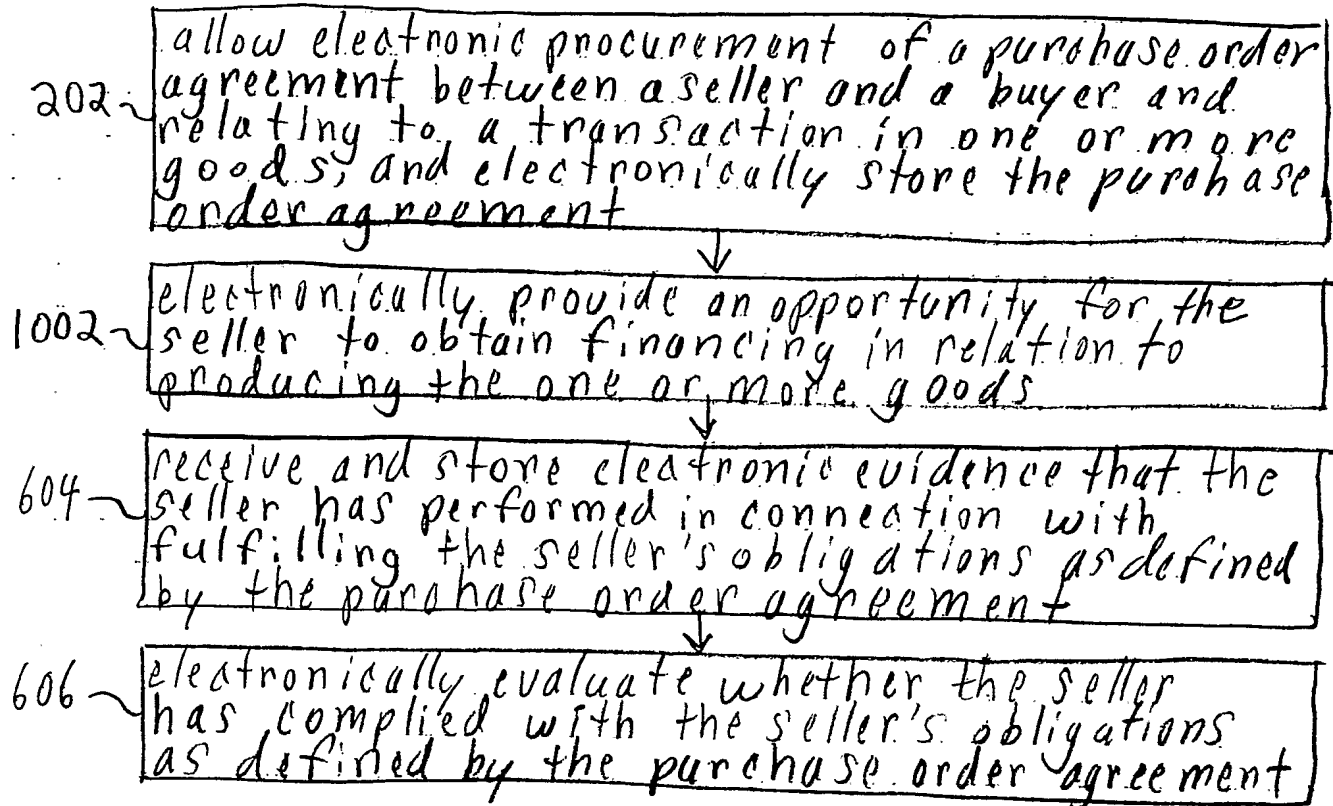 allow electronic procurement of a purchase order
202 agreement between a seller and a buyer and
relating to a transaction in one or more
goods, and electronically store the purchase
order agreement
electronically provide an opportunity for the
1002 seller to obtain financing in relation to
producing the one or more goods
receive and store electronic evidence that the
604 seller has performed in connection with
fulfilling the seller's obligations as defined
by the purchase order agreement
606 electronically evaluate whether the seller
has complied with the seller's obligations
as defined by the purchase order agreement